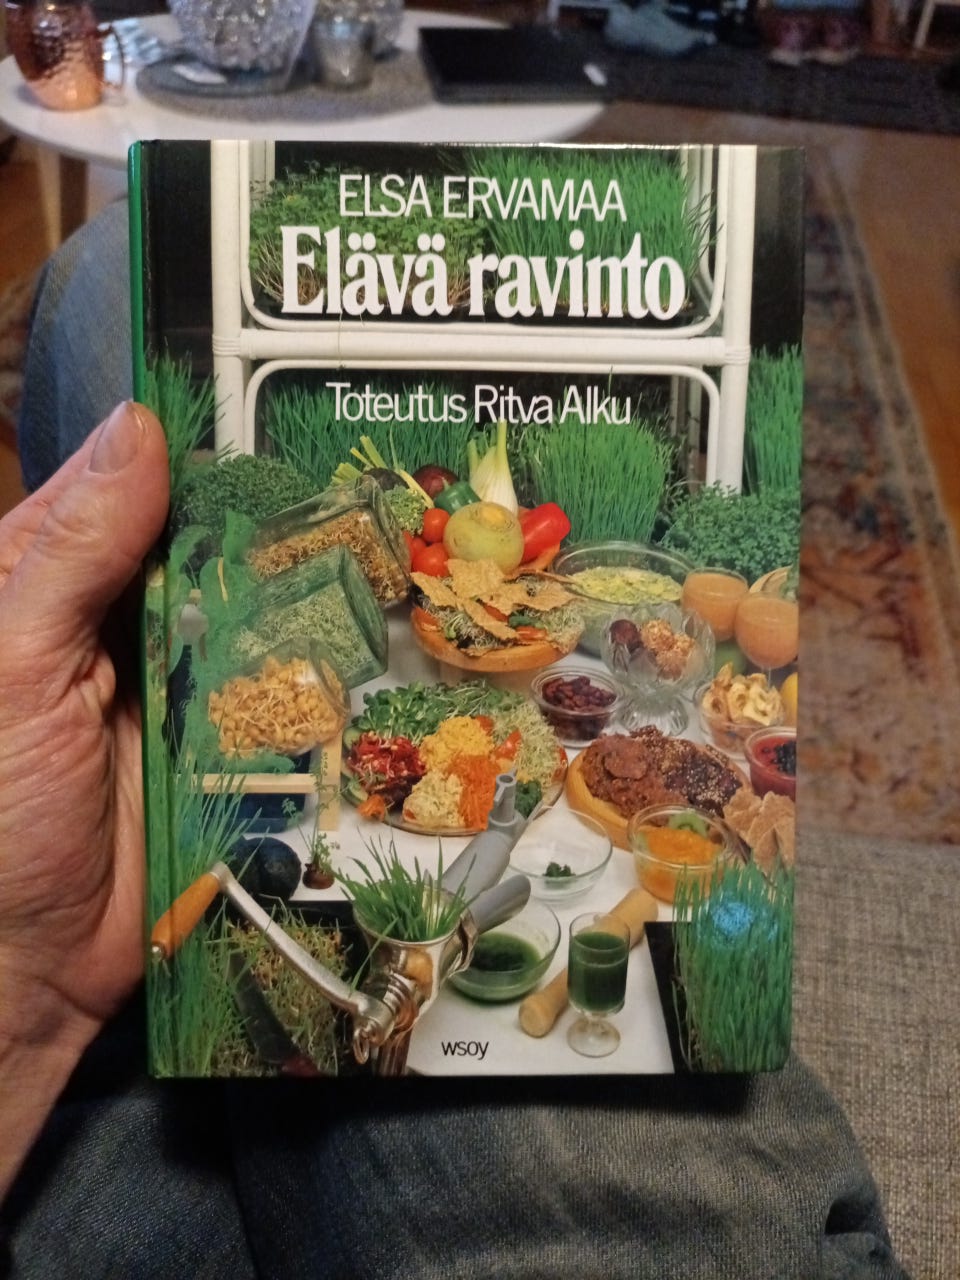 ELSA ERVAMAA
Elävä ravinto
Toteutus Ritva Alku
wsoy